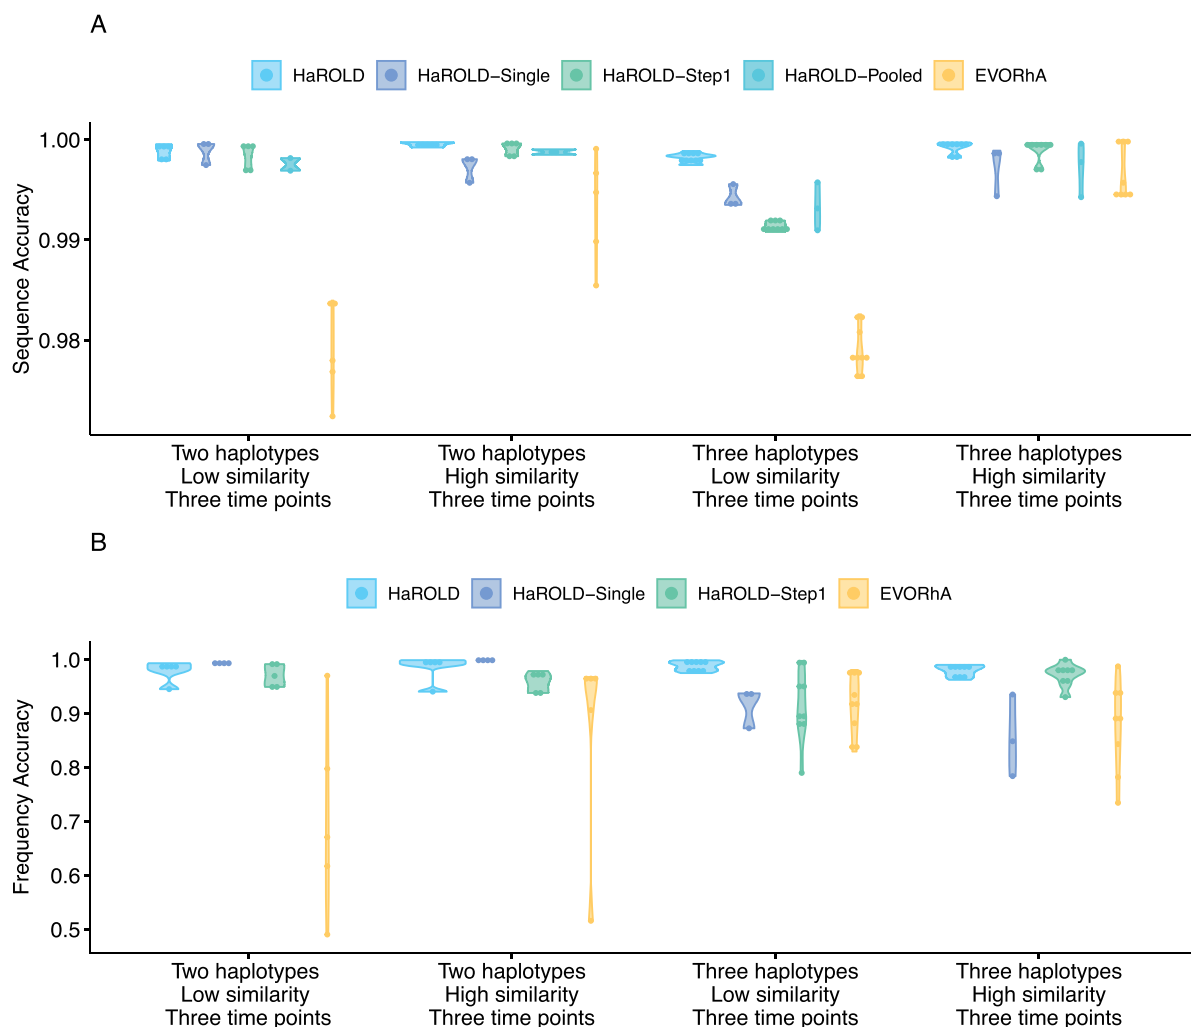 A
HaROLD HaROLD−Single HaROLD−Step1 HaROLD−Pooled EVORhA
Sequence Accuracy
1.00
0.99
0.98
Two haplotypes Two haplotypes Three haplotypes Three haplotypes
Low similarity High similarity Low similarity High similarity
Three time points Three time points Three time points Three time points
B
HaROLD HaROLD−Single HaROLD−Step1 EVORhA
Frequency Accuracy
1.0
0.9
0.8
0.7
0.6
0.5
Two haplotypes Two haplotypes Three haplotypes Three haplotypes
Low similarity High similarity Low similarity High similarity
Three time points Three time points Three time points Three time points